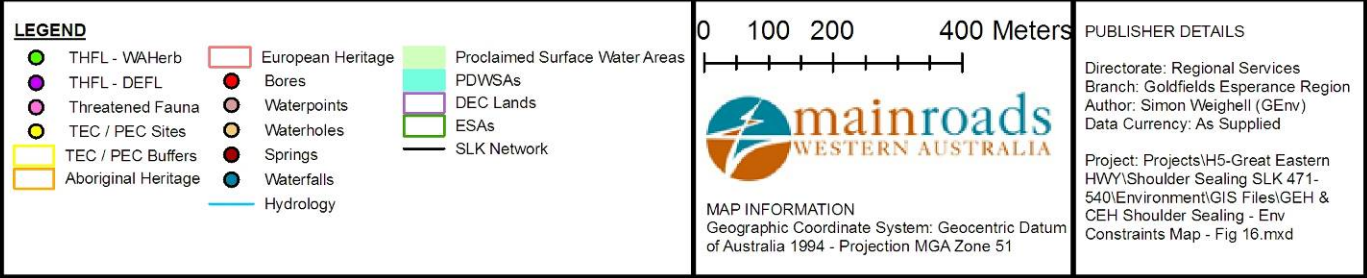 LEGEND
THFL - WAHerb
THFL - DEFL
Threatened Fauna
TEC / PEC Sites
TEC / PEC Buffers
Aboriginal Heritage
European Heritage
Bores
Waterpoints
Waterholes
Springs
Waterfalls
Hydrology
Proclaimed Surface Water Areas
PDWSAs
DEC Lands
ESAs
SLK Network
0 100 200 400 Meters
mainroads
WESTERN AUSTRALIA
MAP INFORMATION
Geographic Coordinate System: Geocentric Datum
of Australia 1994 - Projection MGA Zone 51
PUBLISHER DETAILS
Directorate: Regional Services
Branch: Goldfields Esperance Region
Author: Simon Weighell (GEnv)
Data Currency: As Supplied
Project: Projects\H5-Great Eastern
HWY\Shoulder Sealing SLK 471-
540\Environment\GIS Files\GEH &
CEH Shoulder Sealing - Env
Constraints Map - Fig 16.mxd